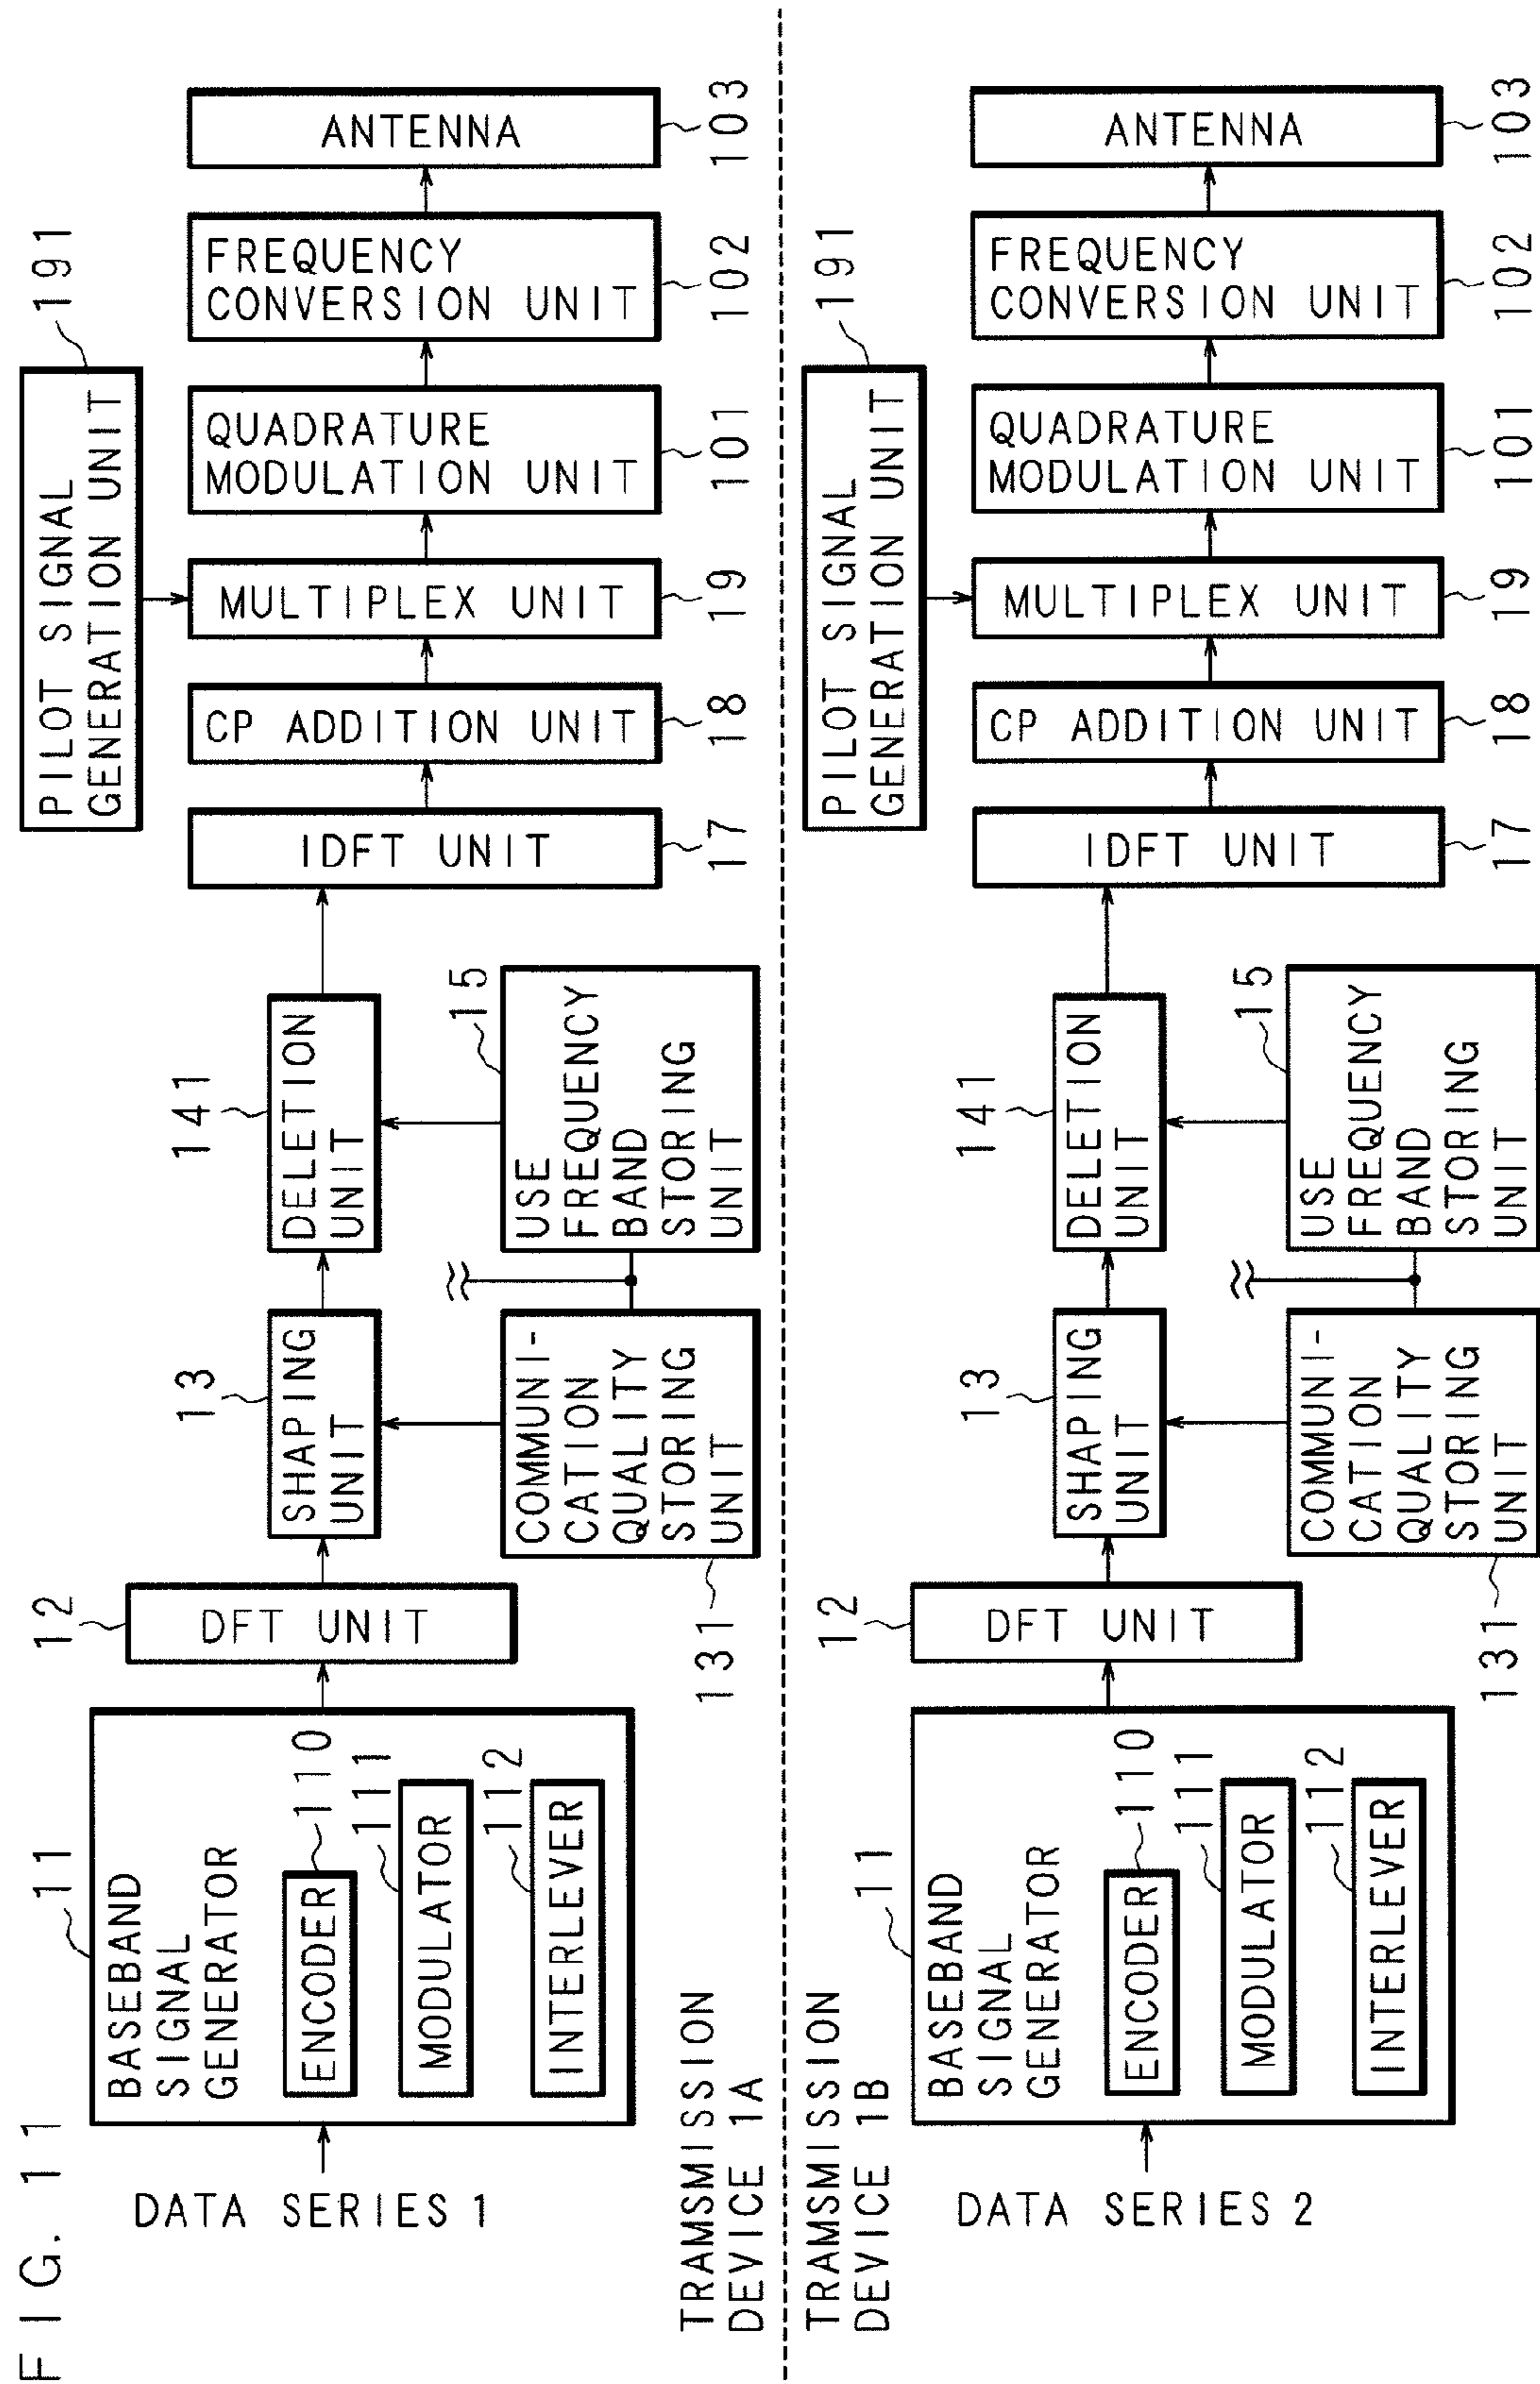 FIG. 11
DATA SERIES 1
11
BASEBAND
SIGNAL
GENERATOR
ENCODER
110
MODULATOR
111
INTERLEVER
112
12
DFT UNIT
13
SHAPING
UNIT
COMMUNI-
CATION
QUALITY
STORING
UNIT
131
141
DELETION
UNIT
15
USE
FREQUENCY
BAND
STORING
UNIT
IDFT UNIT
17
CP ADDITION UNIT
18
MULTIPLEX UNIT
19
PILOT SIGNAL
GENERATION UNIT
191
QUADRATURE
MODULATION UNIT
101
FREQUENCY
CONVERSION UNIT
102
ANTENNA
103
TRAMSMISSION
DEVICE 1A
TRAMSMISSION
DEVICE 1B
DATA SERIES 2
11
BASEBAND
SIGNAL
GENERATOR
ENCODER
110
MODULATOR
111
INTERLEVER
112
12
DFT UNIT
13
SHAPING
UNIT
COMMUNI-
CATION
QUALITY
STORING
UNIT
131
141
DELETION
UNIT
15
USE
FREQUENCY
BAND
STORING
UNIT
IDFT UNIT
17
CP ADDITION UNIT
18
MULTIPLEX UNIT
19
PILOT SIGNAL
GENERATION UNIT
191
QUADRATURE
MODULATION UNIT
101
FREQUENCY
CONVERSION UNIT
102
ANTENNA
103